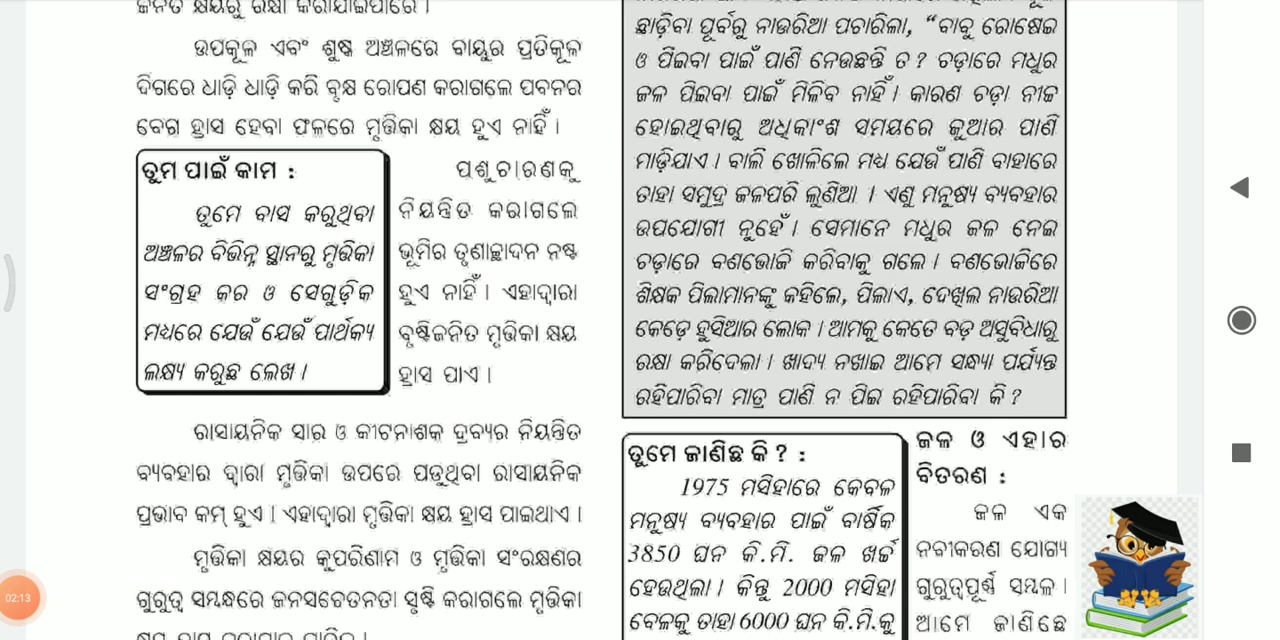 ଜନିତ କ୍ଷୟରୁ ରକ୍ଷା କରାଯାଇପାରେ ।
ଉପକୂଳ ଏବଂ ଶୁଷ୍କ ଅଞ୍ଚଳରେ ବାୟୁର ପ୍ରତିକୂଳ
ଦିଗରେ ଧାଡ଼ି ଧାଡ଼ି କରି ବୃକ୍ଷ ରୋପଣ କରାଗଲେ ପବନର
ବେଗ ହ୍ରାସ ହେବା ଫଳରେ ମୃତ୍ତିକା କ୍ଷୟ ହୁଏ ନାହିଁ ।
ତୁମ ପାଇଁ କାମ :
ତୁମେ ବାସ କରୁଥିବା
ଅଞ୍ଚଳର ବିଭିନ୍ନ ସ୍ଥାନରୁ ମୃତ୍ତିକା
ସଂଗ୍ରହ କର ଓ ସେଗୁଡ଼ିକ
ମଧ୍ୟରେ ଯେଉଁ ଯେଉଁ ପାର୍ଥକ୍ୟ
ଲକ୍ଷ୍ୟ କରୁଛ ଲେଖ ।
ପଶୁଚାରଣକୁ
ନିୟନ୍ତ୍ରିତ କରାଗଲେ
ଭୂମିର ତୃଣାଚ୍ଛାଦନ ନଷ୍ଟ
ହୁଏ ନାହିଁ । ଏହାଦ୍ୱାରା
ବୃଷ୍ଟିଜନିତ ମୃତ୍ତିକା କ୍ଷୟ
ହ୍ରାସ ପାଏ ।
ରାସାୟନିକ ସାର ଓ କୀଟନାଶକ ଦ୍ରବ୍ୟର ନିୟନ୍ତ୍ରିତ
ବ୍ୟବହାର ଦ୍ୱାରା ମୃତ୍ତିକା ଉପରେ ପଡୁଥିବା ରାସାୟନିକ
ପ୍ରଭାବ କମ୍ ହୁଏ । ଏହାଦ୍ୱାରା ମୃତ୍ତିକା କ୍ଷୟ ହ୍ରାସ ପାଇଥାଏ ।
ମୃତ୍ତିକା କ୍ଷୟର କୁପରିଣାମ ଓ ମୃତ୍ତିକା ସଂରକ୍ଷଣର
ଗୁରୁତ୍ୱ ସମ୍ବନ୍ଧରେ ଜନସଚେତନତା ସୃଷ୍ଟି କରାଗଲେ ମୃତ୍ତିକା
ଛାଡ଼ିବା ପୂର୍ବରୁ ନାଉରିଆ ପଚାରିଲା, “ବାବୁ ରୋଷେଇ
ଓ ପିଇବା ପାଇଁ ପାଣି ନେଉଛନ୍ତି ତ ? ଚଡ଼ାରେ ମଧୁର
ଜଳ ପିଇବା ପାଇଁ ମିଳିବ ନାହିଁ । କାରଣ ଚଡ଼ା ନୀଚ୍ଚ
ହୋଇଥିବାରୁ ଅଧିକାଂଶ ସମୟରେ ଜୁଆର ପାଣି
ମାଡ଼ିଯାଏ । ବାଲି ଖୋଳିଲେ ମଧ୍ୟ ଯେଉଁ ପାଣି ବାହାରେ
ତାହା ସମୁଦ୍ର ଜଳପରି ଲୁଣିଆ । ଏଣୁ ମନୁଷ୍ୟ ବ୍ୟବହାର
ଉପଯୋଗୀ ନୁହେଁ । ସେମାନେ ମଧୁର ଜଳ ନେଇ
ଚଡ଼ାରେ ବଣଭୋଜି କରିବାକୁ ଗଲେ । ବଣଭୋଜିରେ
ଶିକ୍ଷକ ପିଲାମାନଙ୍କୁ କହିଲେ, ପିଲାଏ, ଦେଖିଲ ନାଉରିଆ
କେଡ଼େ ହୁସିଆର ଲୋକ । ଆମକୁ କେତେ ବଡ଼ ଅସୁବିଧାରୁ
ରକ୍ଷା କରିଦେଲା । ଖାଦ୍ୟ ନଖାଇ ଆମେ ସନ୍ଧ୍ୟା ପର୍ଯ୍ୟନ୍ତ
ରହିପାରିବା ମାତ୍ର ପାଣି ନ ପିଇ ରହିପାରିବା କି ?
ତୁମେ ଜାଣିଛ କି ? :
1975 ମସିହାରେ କେବଳ
ମନୁଷ୍ୟ ବ୍ୟବହାର ପାଇଁ ବାର୍ଷିକ
3850 ଘନ କି.ମି. ଜଳ ଖର୍ଚ୍ଚ
ହେଉଥିଲା । କିନ୍ତୁ 2000 ମସିହା
ବେଳକୁ ତାହା 6000 ଘନ କି.ମି.କୁ
ଜଳ ଓ ଏହାର
ବିତରଣ :
ଜଳ ଏକ
ନବୀକରଣ ଯୋଗ୍ୟ
ଗୁରୁତ୍ୱପୂର୍ଣ୍ଣ ସମ୍ବଳ ।
ଆମେ ଜାଣିଛେ
02:13